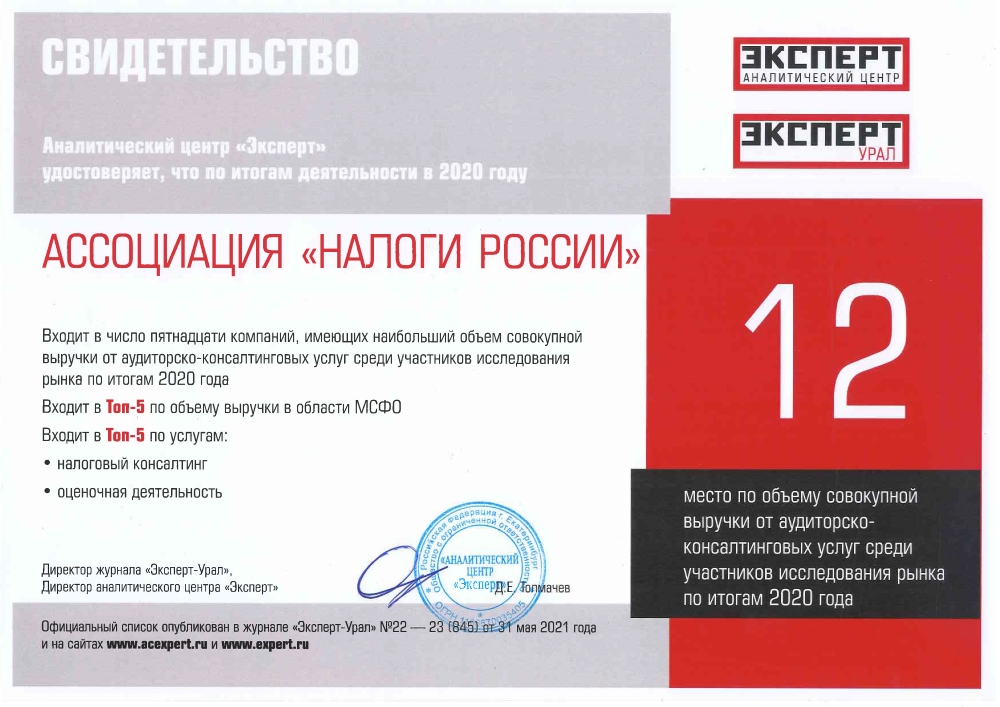 СВИДЕТЕЛЬСТВО
ЭКСПЕРТ
АНАЛИТИЧЕСКИЙ ЦЕНТР
ЭКСПЕРТ
УРАЛ
Аналитический центр «Эксперт»
удостоверяет, что по итогам деятельности в 2020 году
АССОЦИАЦИЯ «НАЛОГИ РОССИИ»
12
место по объему совокупной
выручки от аудиторско-
консалтинговых услуг среди
участников исследования рынка
по итогам 2020 года
Входит в число пятнадцати компаний, имеющих наибольший объем совокупной
выручки от аудиторско-консалтинговых услуг среди участников исследования
рынка по итогам 2020 года
Входит в Топ-5 по объему выручки в области МСФО
Входит в Топ-5 по услугам:
• налоговый консалтинг
• оценочная деятельность
Директор журнала «Эксперт-Урал»,
Директор аналитического центра «Эксперт»
Д.Е. Толмачев
Российская Федерация г. Екатеринбург
Общество с ограниченной ответственностью
«АНАЛИТИЧЕСКИЙ
ЦЕНТР
«Эксперт»
ОГРН
Официальный список опубликован в журнале «Эксперт-Урал» №22 — 23 (845) от 31 мая 2021 года
и на сайтах www.acexpert.ru и www.expert.ru